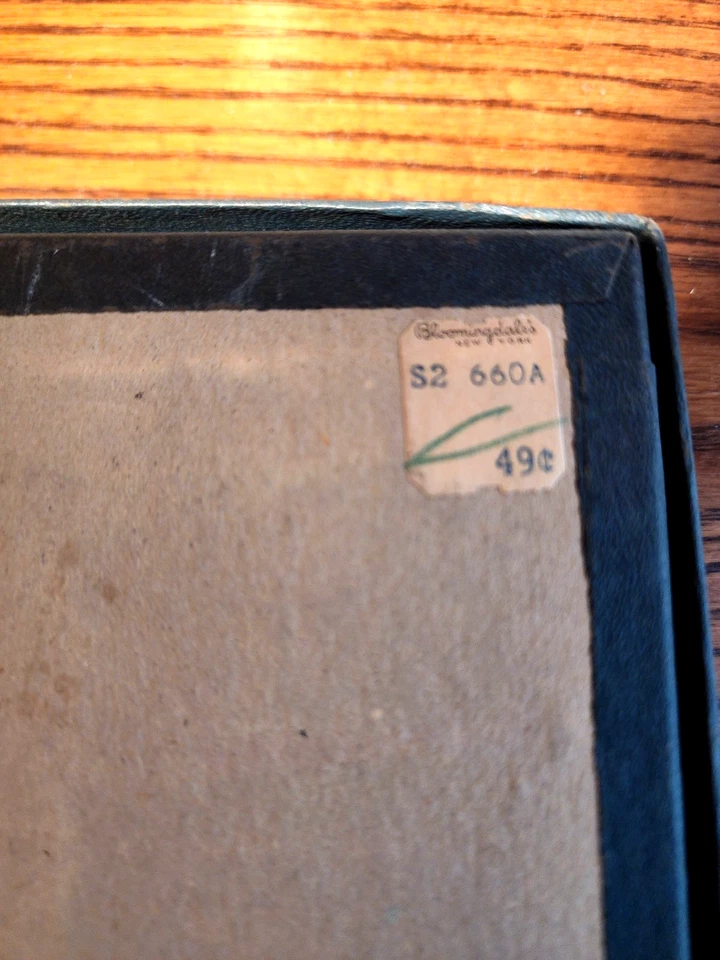 Bloomingdale's
NEW YORK
S2 660A
49¢